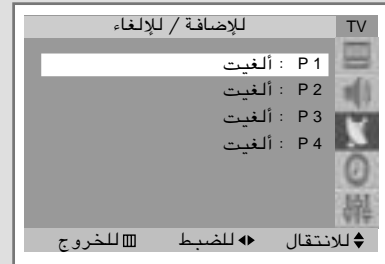 TV للإضافة / للإلغاء
P 1 : ألغيت
P 2 : ألغيت
P 3 : ألغيت
P 4 : ألغيت
للانتقال للضبط للخروج